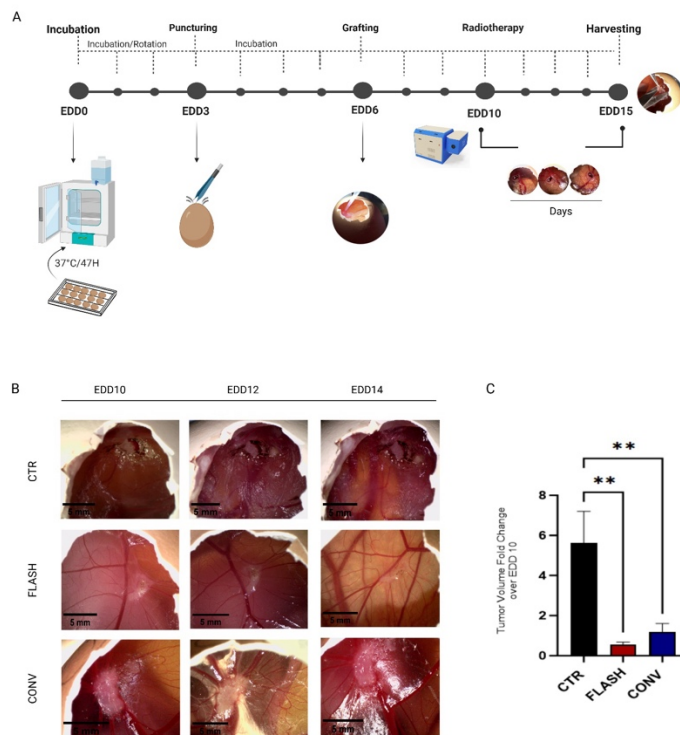 A
Incubation Puncturing Grafting Radiotherapy Harvesting
Incubation/Rotation Incubation
EDD0 EDD3 EDD6 EDD10 EDD15
37°C/47H
Days
B
EDD10 EDD12 EDD14
CTR
5 mm 5 mm 5 mm
FLASH
5 mm 5 mm 5 mm
CONV
5 mm 5 mm 5 mm
C
**
**
Tumor Volume Fold Change
over EDD 10
8
6
4
2
0
CTR FLASH CONV